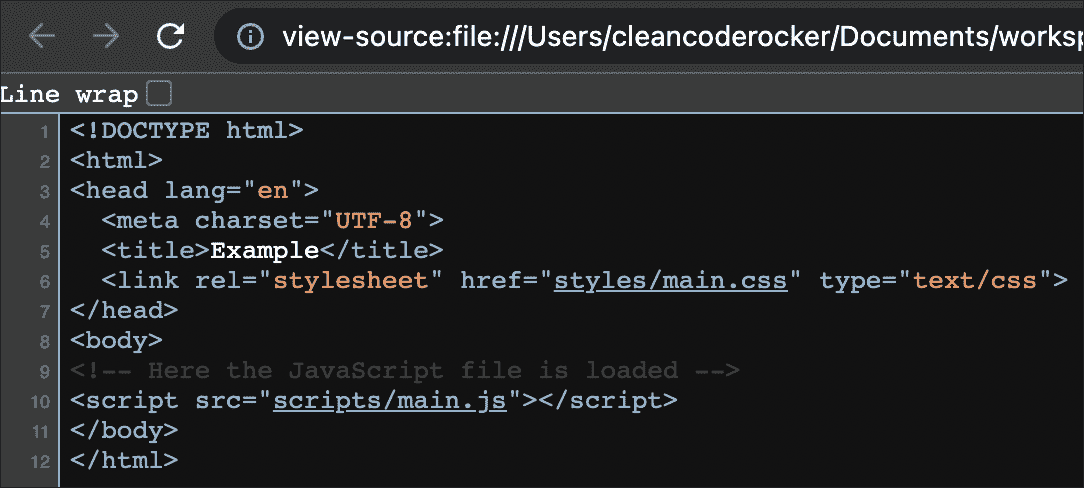 view-source:file:///Users/cleancoderocker/Documents/worksp
Line wrap
1 <!DOCTYPE html>
2 <html>
3 <head lang="en">
4   <meta charset="UTF-8">
5   <title>Example</title>
6   <link rel="stylesheet" href="styles/main.css" type="text/css">
7 </head>
8 <body>
9 <!-- Here the JavaScript file is loaded -->
10 <script src="scripts/main.js"></script>
11 </body>
12 </html>